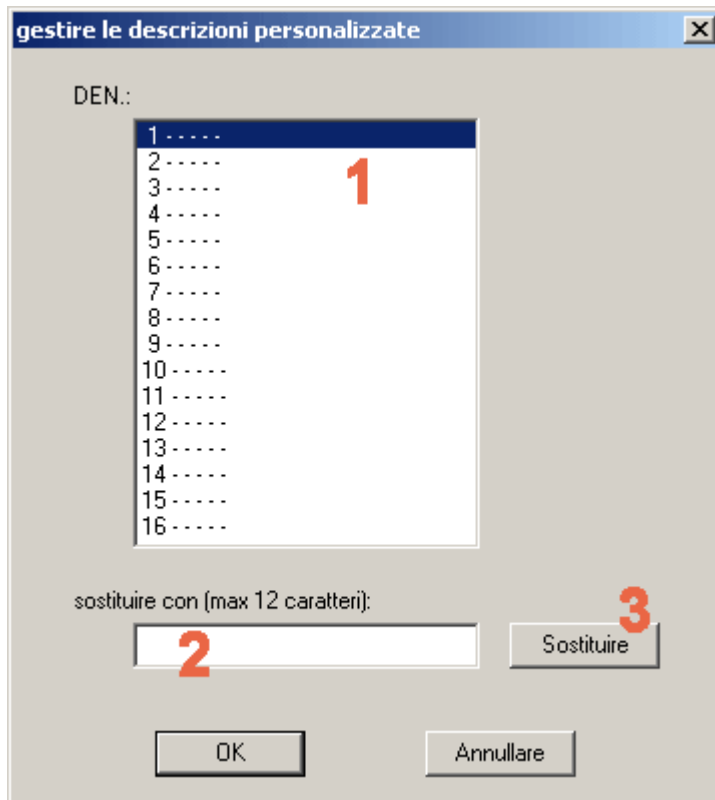 gestire le descrizioni personalizzate
DEN.:
1 - - - - -
1
2 - - - - -
3 - - - - -
4 - - - - -
5 - - - - -
6 - - - - -
7 - - - - -
8 - - - - -
9 - - - - -
10 - - - - -
11 - - - - -
12 - - - - -
13 - - - - -
14 - - - - -
15 - - - - -
16 - - - - -
sostituire con (max 12 caratteri):
3
2
Sostituire
OK
Annullare